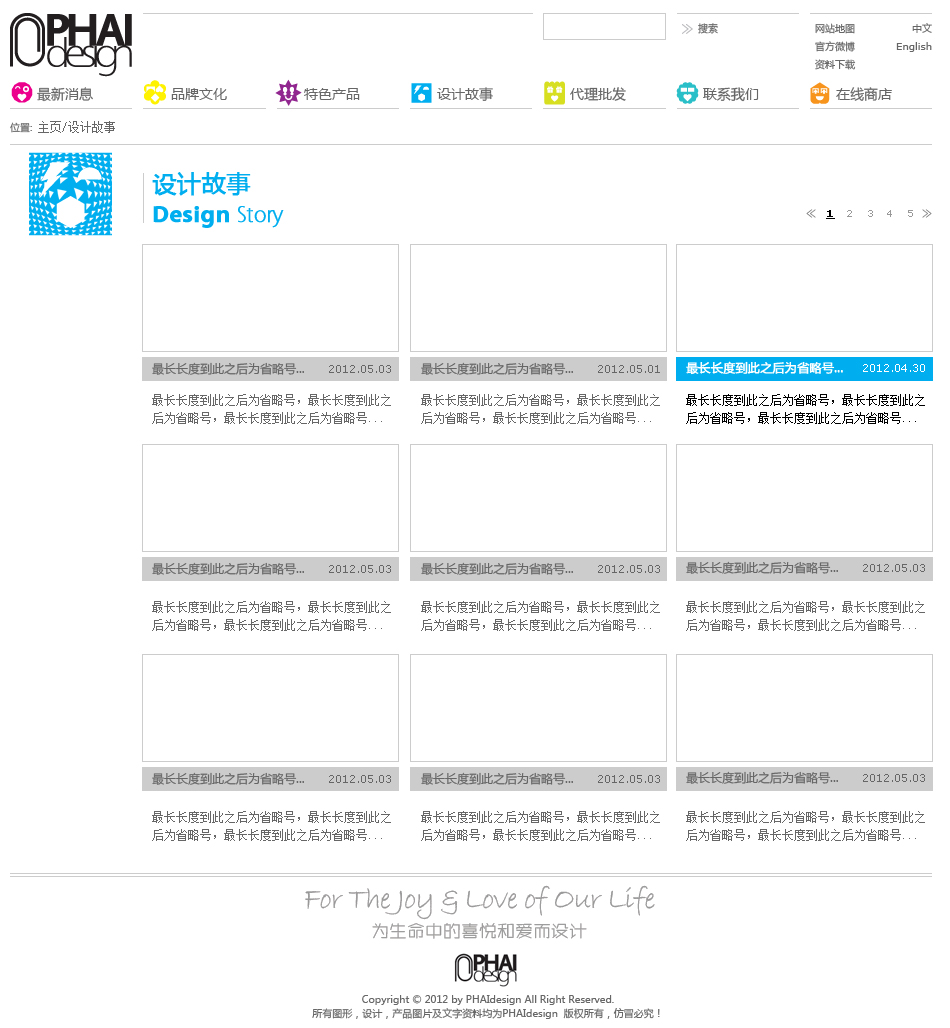 PHAI
design
搜索
网站地图 中文
官方微博 English
资料下载
最新消息 品牌文化 特色产品 设计故事 代理批发 联系我们 在线商店
位置: 主页/设计故事
设计故事
Design Story
≪ 1 2 3 4 5 ≫
最长长度到此之后为省略号... 2012.05.03
最长长度到此之后为省略号，最长长度到此之
后为省略号，最长长度到此之后为省略号...
最长长度到此之后为省略号... 2012.05.01
最长长度到此之后为省略号，最长长度到此之
后为省略号，最长长度到此之后为省略号...
最长长度到此之后为省略号... 2012.04.30
最长长度到此之后为省略号，最长长度到此之
后为省略号，最长长度到此之后为省略号...
最长长度到此之后为省略号... 2012.05.03
最长长度到此之后为省略号，最长长度到此之
后为省略号，最长长度到此之后为省略号...
最长长度到此之后为省略号... 2012.05.03
最长长度到此之后为省略号，最长长度到此之
后为省略号，最长长度到此之后为省略号...
最长长度到此之后为省略号... 2012.05.03
最长长度到此之后为省略号，最长长度到此之
后为省略号，最长长度到此之后为省略号...
最长长度到此之后为省略号... 2012.05.03
最长长度到此之后为省略号，最长长度到此之
后为省略号，最长长度到此之后为省略号...
最长长度到此之后为省略号... 2012.05.03
最长长度到此之后为省略号，最长长度到此之
后为省略号，最长长度到此之后为省略号...
最长长度到此之后为省略号... 2012.05.03
最长长度到此之后为省略号，最长长度到此之
后为省略号，最长长度到此之后为省略号...
For The Joy & Love of Our Life
为生命中的喜悦和爱而设计
PHAI
design
Copyright © 2012 by PHAIdesign All Right Reserved.
所有图形，设计，产品图片及文字资料均为PHAIdesign 版权所有，仿冒必究！